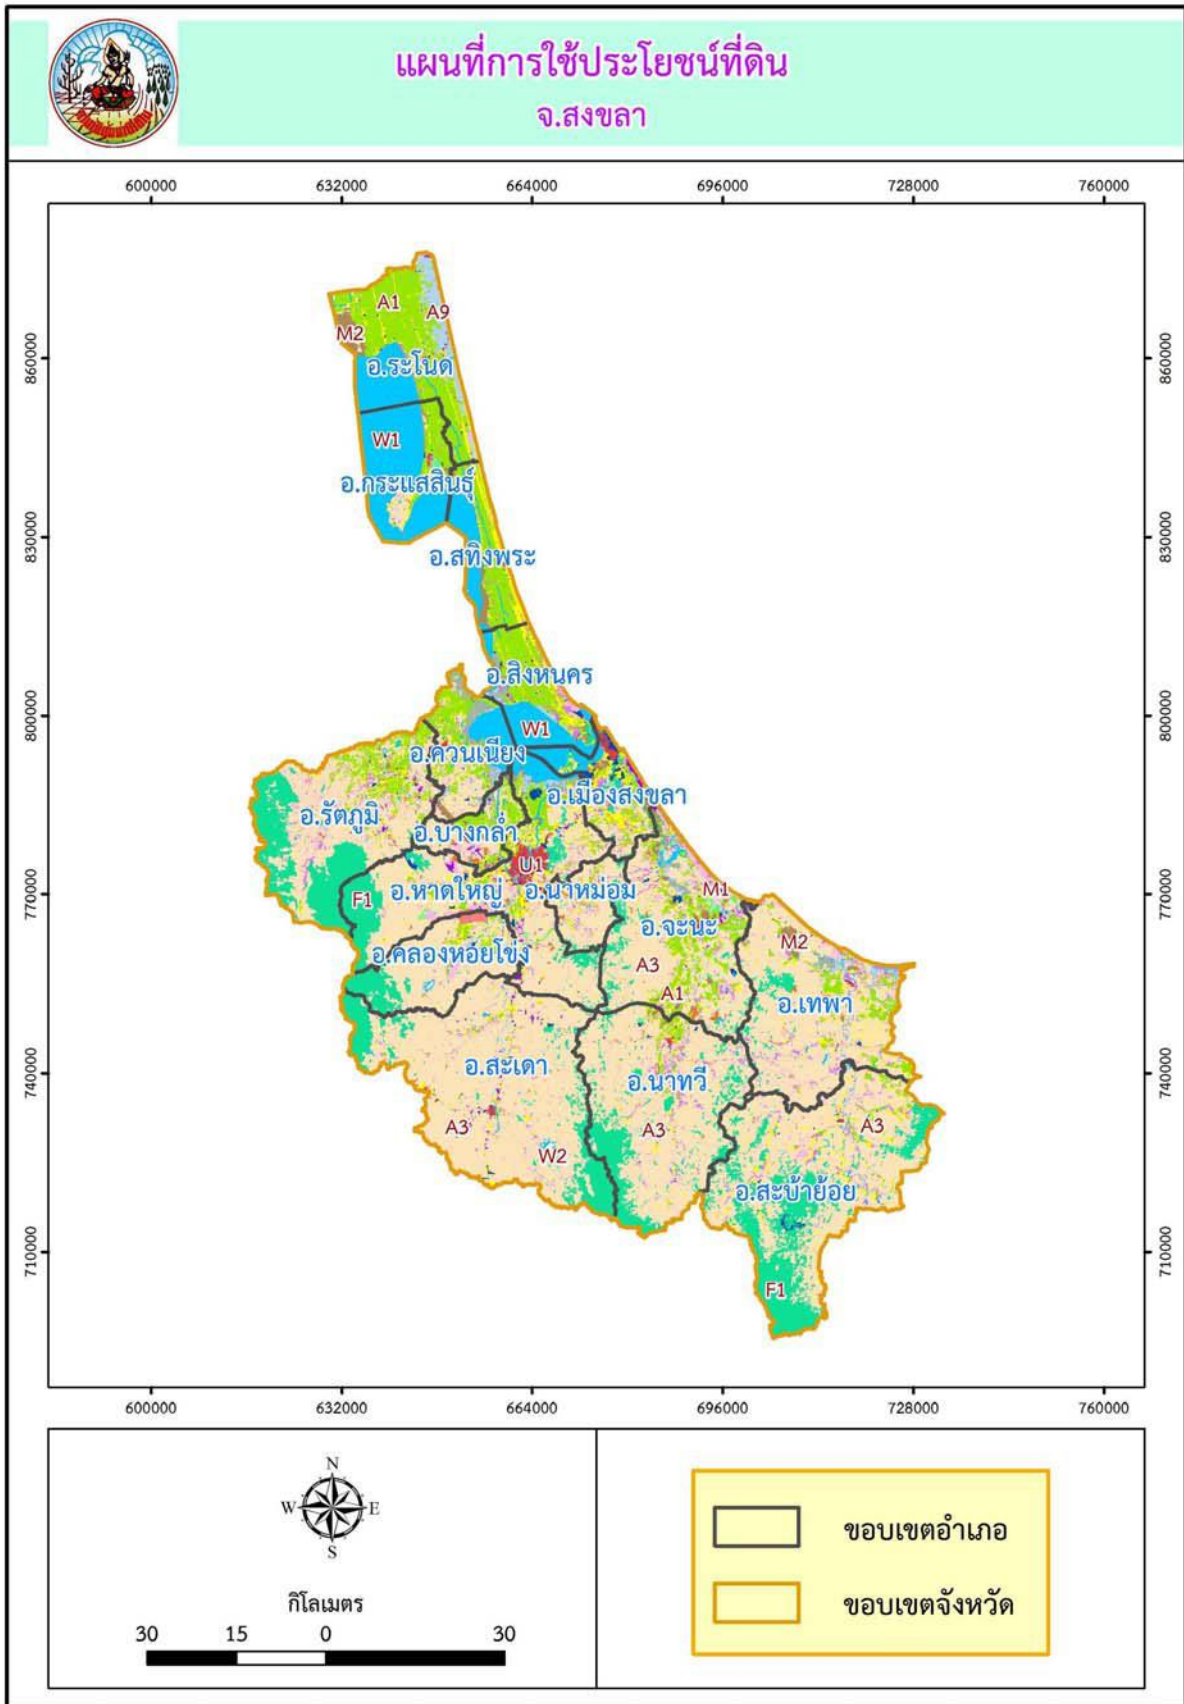 แผนที่การใช้ประโยชน์ที่ดิน
จ.สงขลา
600000 632000 664000 696000 728000 760000
860000
830000
800000
770000
740000
710000
A1
A9
M2
อ.ระโนด
W1
อ.กระแสสินธุ์
อ.สทิงพระ
อ.สิงหนคร
W1
อ.ควนเนียง
อ.เมืองสงขลา
อ.รัตภูมิ
อ.บางกล่ำ
U1
F1
อ.หาดใหญ่
อ.นาหม่อม
M1
อ.จะนะ
M2
อ.คลองหอยโข่ง
A3
A1
อ.เทพา
อ.สะเดา
อ.นาทวี
A3
A3
A3
W2
อ.สะบ้าย้อย
F1
860000
830000
800000
770000
740000
710000
600000 632000 664000 696000 728000 760000
N
W E
S
กิโลเมตร
30 15 0 30
ขอบเขตอำเภอ
ขอบเขตจังหวัด